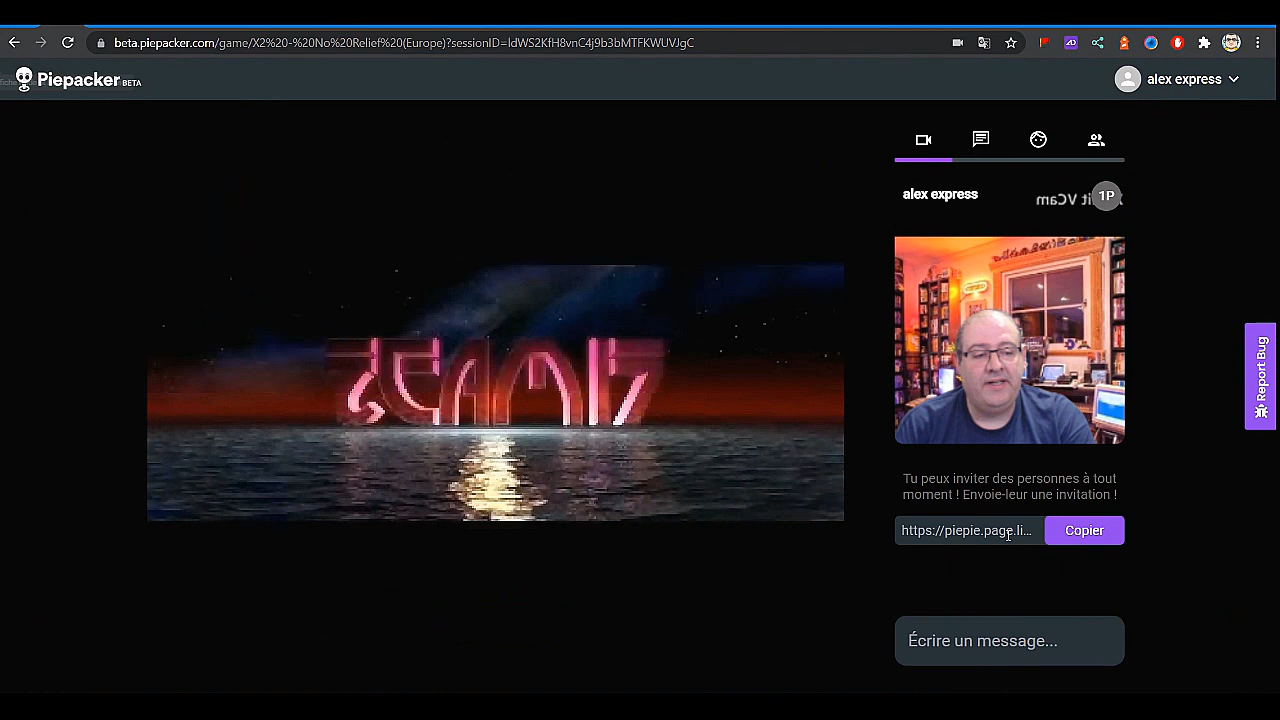 beta.piepacker.com/game/X2%20-%20No%20Relief%20(Europe)?sessionID=ldWS2KfH8vnC4j9b3bMTFKWUVJgC
Piepacker BETA
alex express
alex express
1P
VCam
Report Bug
Tu peux inviter des personnes à tout
moment ! Envoie-leur une invitation !
https://piepie.page.li...
Copier
Écrire un message...